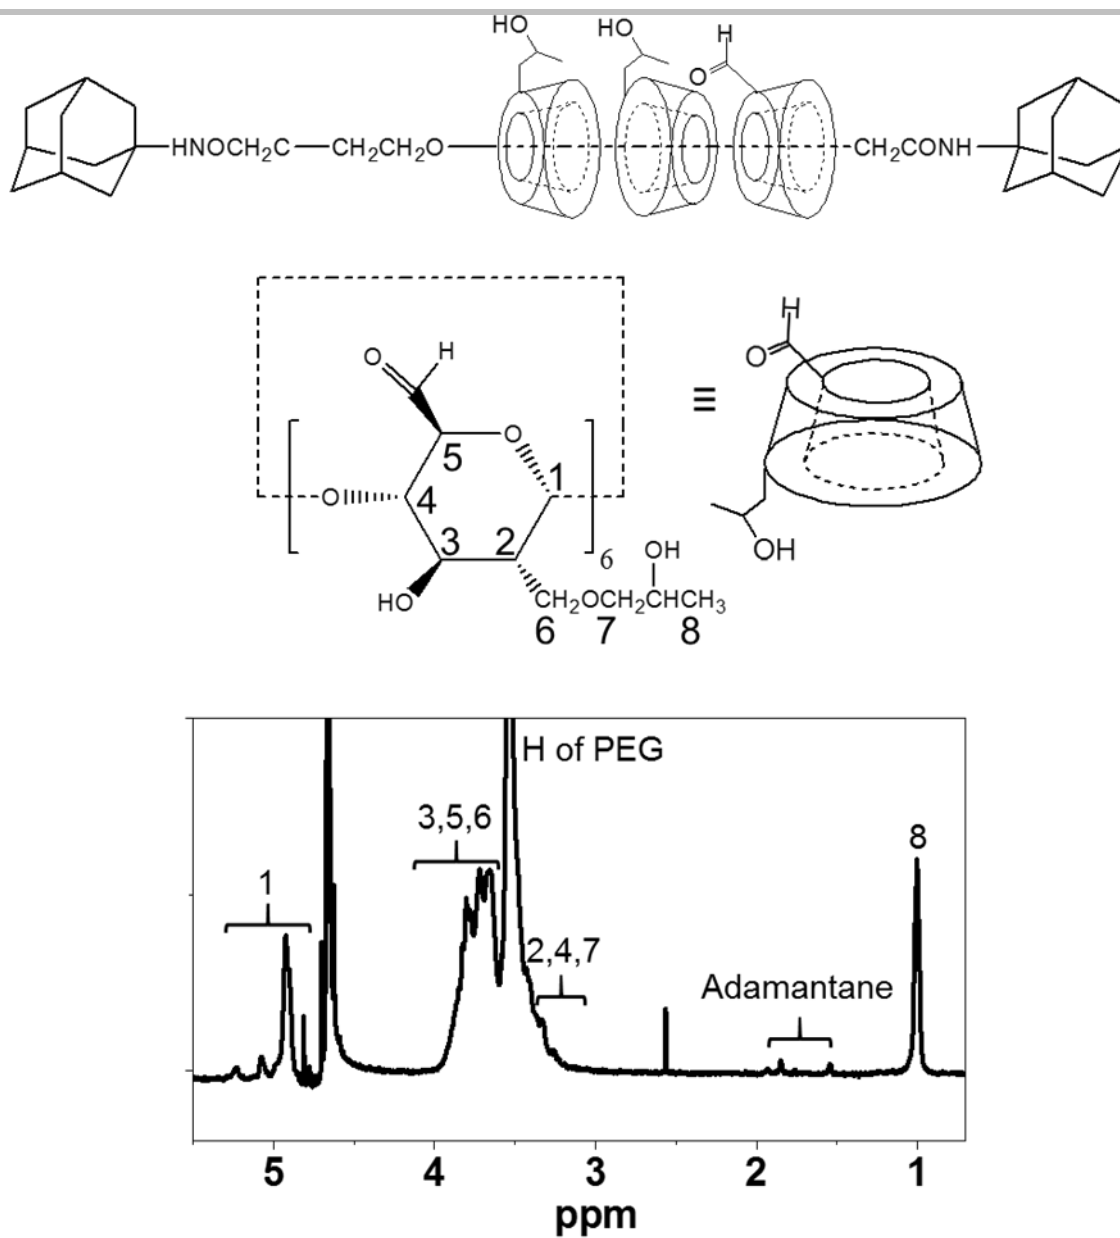 HO HO H
O
HNOCH2C CH2CH2O CH2CONH
H
O H
O
O
5
1
O 4
3 2
OH
6
HO
CH2OCH2CHCH3
OH
6 7 8
≡
H of PEG
3,5,6
8
1
2,4,7
Adamantane
5 4 3 2 1
ppm